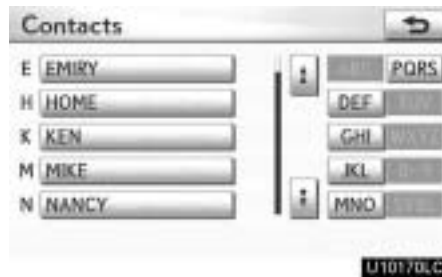 Contacts
E EMIRY PQRS
H HOME DEF
K KEN GHI
M MIKE JKL
N NANCY MNO
U10170LC